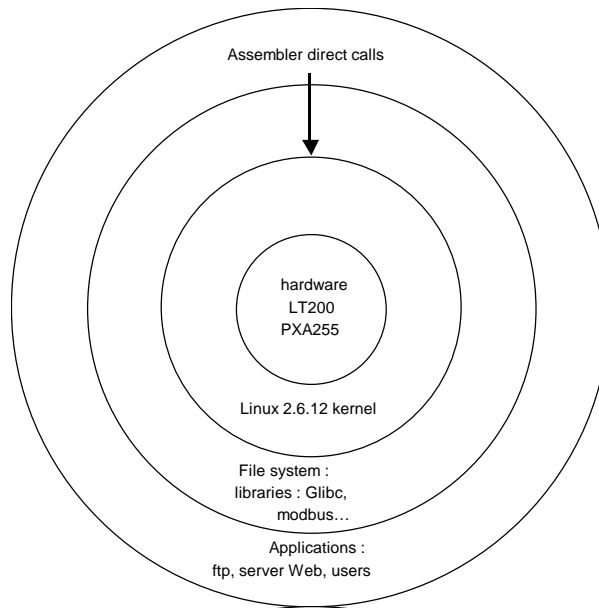 Assembler direct calls
hardware
LT200
PXA255
Linux 2.6.12 kernel
File system :
libraries : Glibc,
modbus…
Applications :
ftp, server Web, users